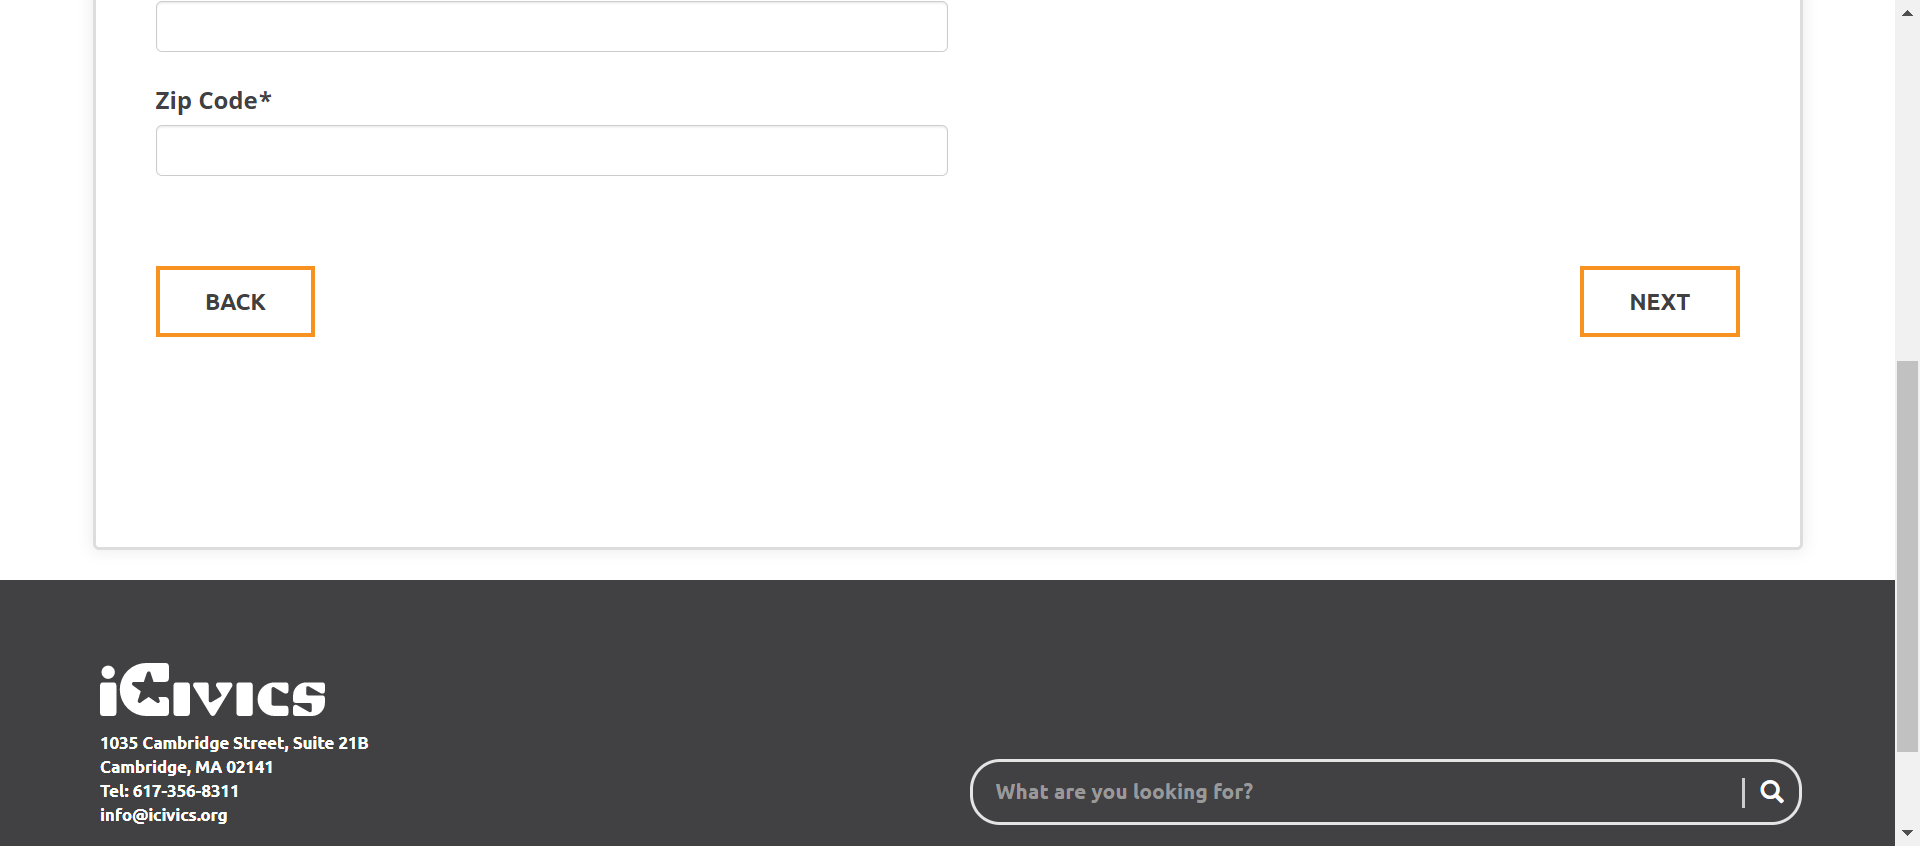 Zip Code*
BACK
NEXT
iCivics
1035 Cambridge Street, Suite 21B
Cambridge, MA 02141
Tel: 617-356-8311
info@icivics.org
What are you looking for?